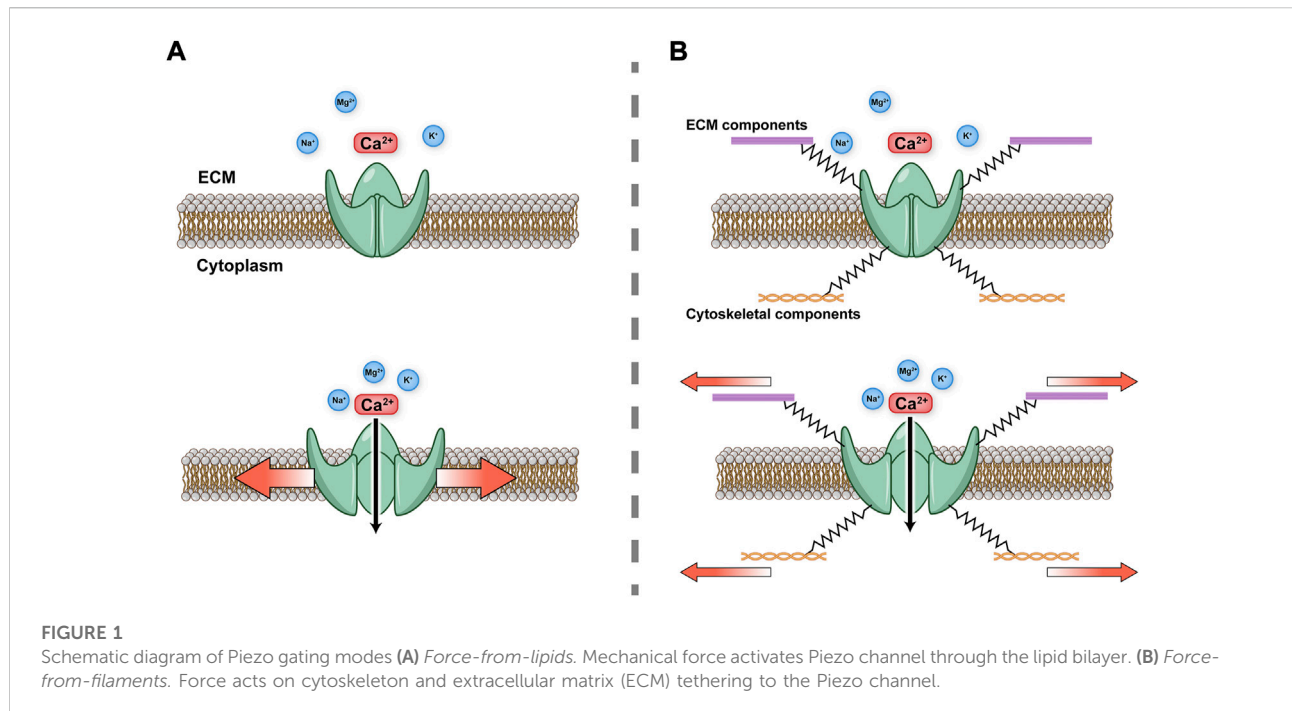 A
Mg²⁺
Na⁺
Ca²⁺
K⁺
ECM
Cytoplasm
Mg²⁺
K⁺
Na⁺
Ca²⁺
B
Mg²⁺
ECM components
Na⁺
Ca²⁺
K⁺
Cytoskeletal components
Mg²⁺
K⁺
Na⁺
Ca²⁺
FIGURE 1
Schematic diagram of Piezo gating modes (A) Force-from-lipids. Mechanical force activates Piezo channel through the lipid bilayer. (B) Force-
from-filaments. Force acts on cytoskeleton and extracellular matrix (ECM) tethering to the Piezo channel.